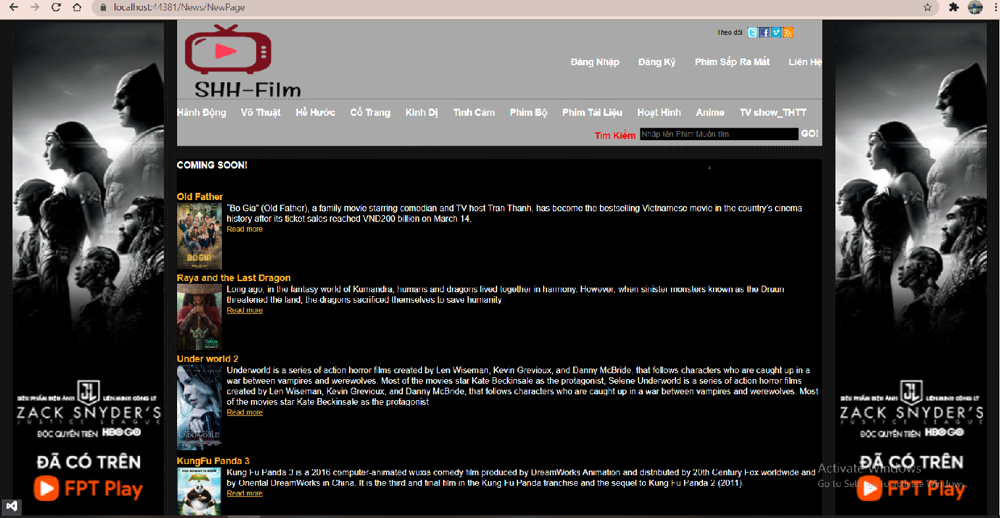 localhost:44381/News/NewPage
SHH-Film
Theo dõi:
Đăng Nhập Đăng Ký Phim Sắp Ra Mắt Liên Hệ
Hành Động Võ Thuật Hề Hước Cổ Trang Kinh Dị Tình Cảm Phim Bộ Phim Tài Liệu Hoạt Hình Anime TV show_THTT
Tìm Kiếm Nhập tên Phim Muốn tìm GO!
COMING SOON!
Old Father
"Bo Gia" (Old Father), a family movie starring comedian and TV host Tran Thanh, has become the bestselling Vietnamese movie in the country's cinema
history after its ticket sales reached VND200 billion on March 14.
Read more
BỐ GIÀ
Raya and the Last Dragon
Long ago, in the fantasy world of Kumandra, humans and dragons lived together in harmony. However, when sinister monsters known as the Druun
threatened the land, the dragons sacrificed themselves to save humanity
Read more
RAYA
Under world 2
Underworld is a series of action horror films created by Len Wiseman, Kevin Grevioux, and Danny McBride, that follows characters who are caught up in a
war between vampires and werewolves. Most of the movies star Kate Beckinsale as the protagonist, Selene Underworld is a series of action horror films
created by Len Wiseman, Kevin Grevioux, and Danny McBride, that follows characters who are caught up in a war between vampires and werewolves. Most
of the movies star Kate Beckinsale as the protagonist
Read more
UNDERWORLD
KungFu Panda 3
Kung Fu Panda 3 is a 2016 computer-animated wuxia comedy film produced by DreamWorks Animation and distributed by 20th Century Fox worldwide and
by Oriental DreamWorks in China. It is the third and final film in the Kung Fu Panda franchise and the sequel to Kung Fu Panda 2 (2011).
Read more
SIÊU PHẨM ĐIỆN ẢNH JL LIÊN MINH CÔNG LÝ
ZACK SNYDER'S
JUSTICE LEAGUE
ĐỘC QUYỀN TRÊN HBO GO
ĐÃ CÓ TRÊN
FPT Play
SIÊU PHẨM ĐIỆN ẢNH JL LIÊN MINH CÔNG LÝ
ZACK SNYDER'S
JUSTICE LEAGUE
ĐỘC QUYỀN TRÊN HBO GO
ĐÃ CÓ TRÊN
FPT Play
Activate Windows
Go to Settings to activate Windows.